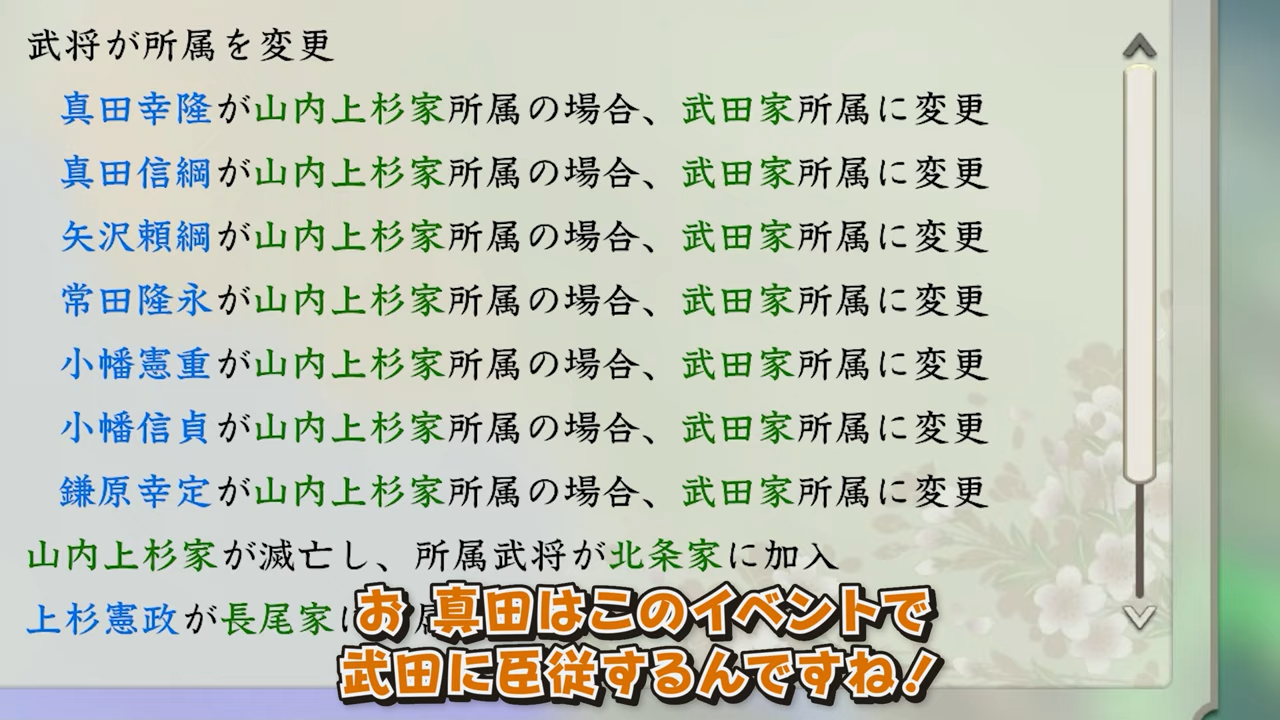 武将が所属を変更
真田幸隆が山内上杉家所属の場合、武田家所属に変更
真田信綱が山内上杉家所属の場合、武田家所属に変更
矢沢頼綱が山内上杉家所属の場合、武田家所属に変更
常田隆永が山内上杉家所属の場合、武田家所属に変更
小幡憲重が山内上杉家所属の場合、武田家所属に変更
小幡信貞が山内上杉家所属の場合、武田家所属に変更
鎌原幸定が山内上杉家所属の場合、武田家所属に変更
山内上杉家が滅亡し、所属武将が北条家に加入
上杉憲政が長尾家に
お 真田はこのイベントで
武田に臣従するんですね!